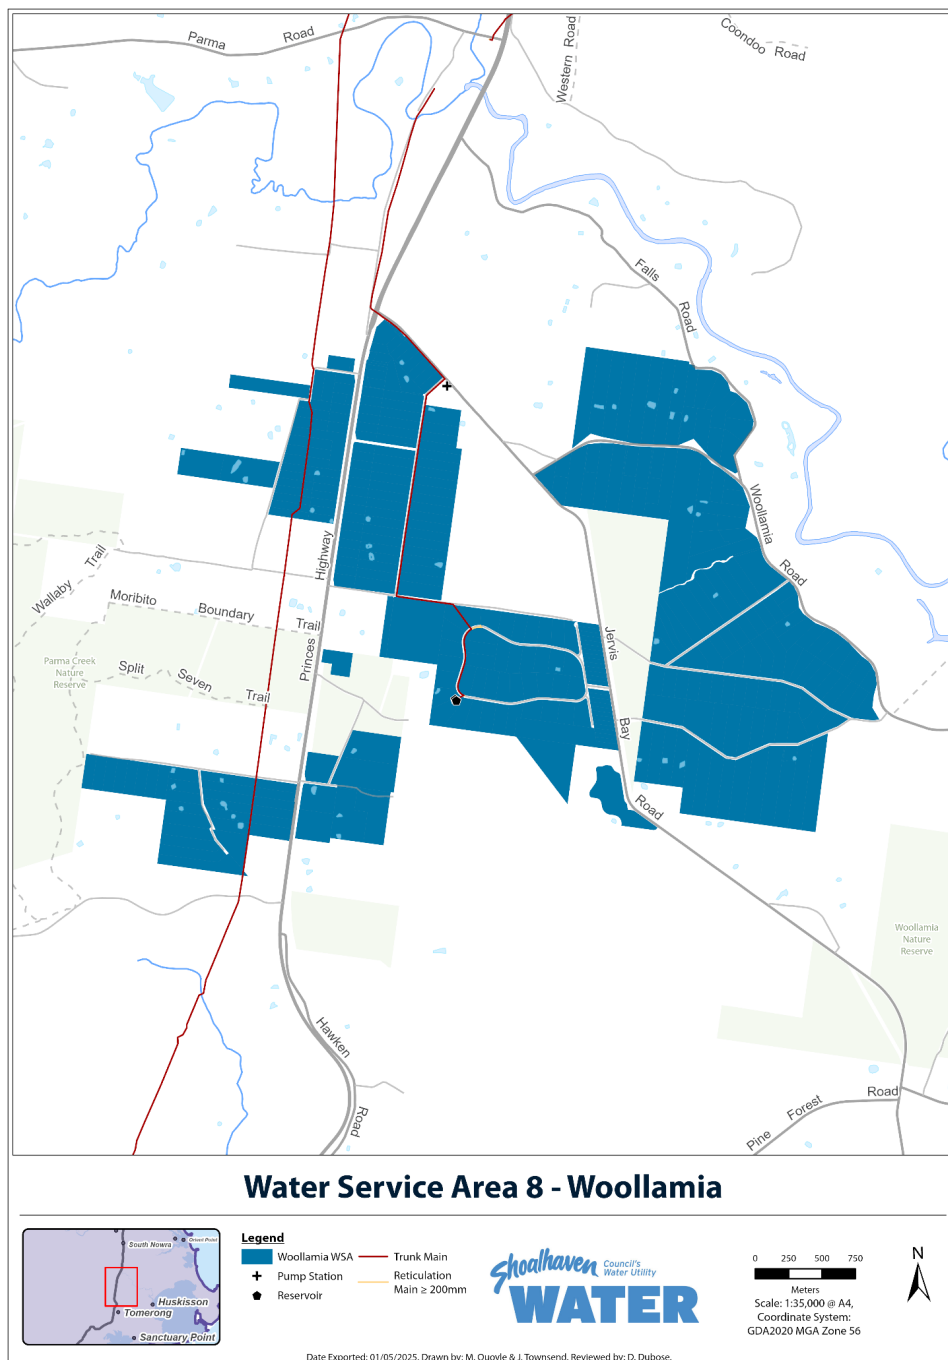 Parma Road
Western Road
Coondoo Road
Falls Road
Woollamia Road
Highway
Princes
Wallaby Trail
Moribito Boundary Trail
Split Seven Trail
Parma Creek
Nature
Reserve
Jervis Bay Road
Woollamia
Nature
Reserve
Hawken Road
Pine Forest Road
Water Service Area 8 - Woollamia
South Nowra
Orient Point
Huskisson
Tomerong
Sanctuary Point
Legend
Woollamia WSA
Pump Station
Reservoir
Trunk Main
Reticulation
Main ≥ 200mm
Shoalhaven Council's
Water Utility
WATER
0 250 500 750
Meters
Scale: 1:35,000 @ A4,
Coordinate System:
GDA2020 MGA Zone 56
N
Date Exported: 01/05/2025, Drawn by: M. Quoyle & J. Townsend, Reviewed by: D. Dubose.